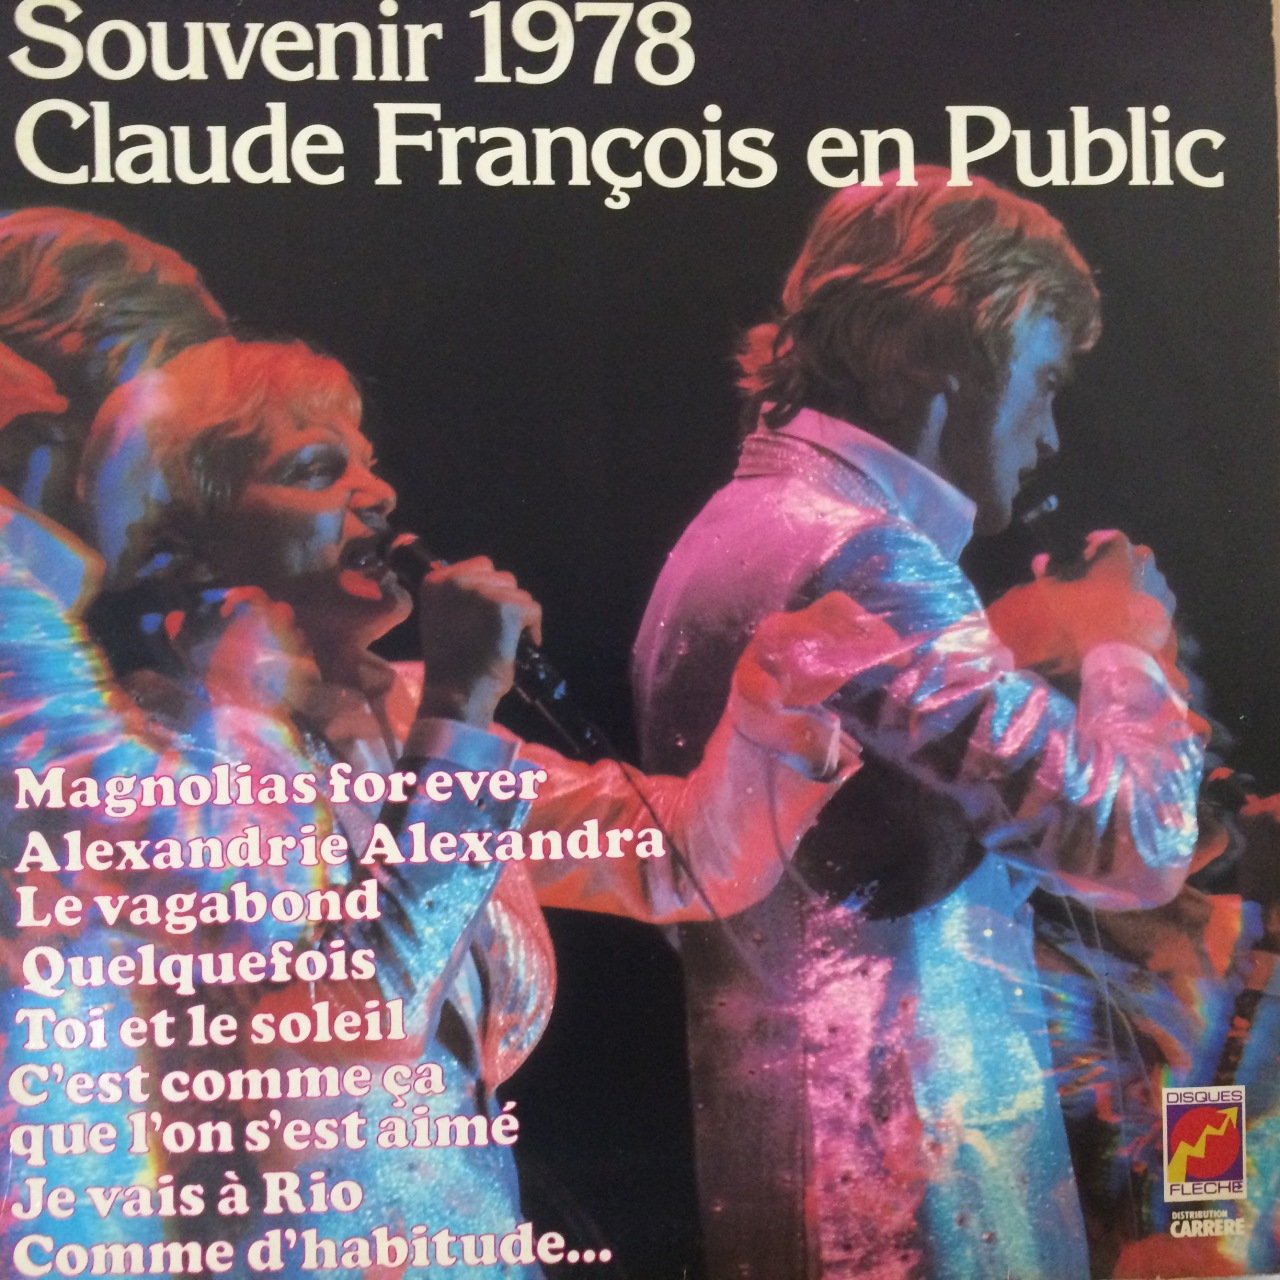 Souvenir 1978
Claude François en Public
Magnolias for ever
Alexandrie Alexandra
Le vagabond
Quelquefois
Toi et le soleil
C'est comme ça
que l'on s'est aimé
Je vais à Rio
Comme d'habitude...
DISQUES
FLECHE
DISTRIBUTION
CARRERE